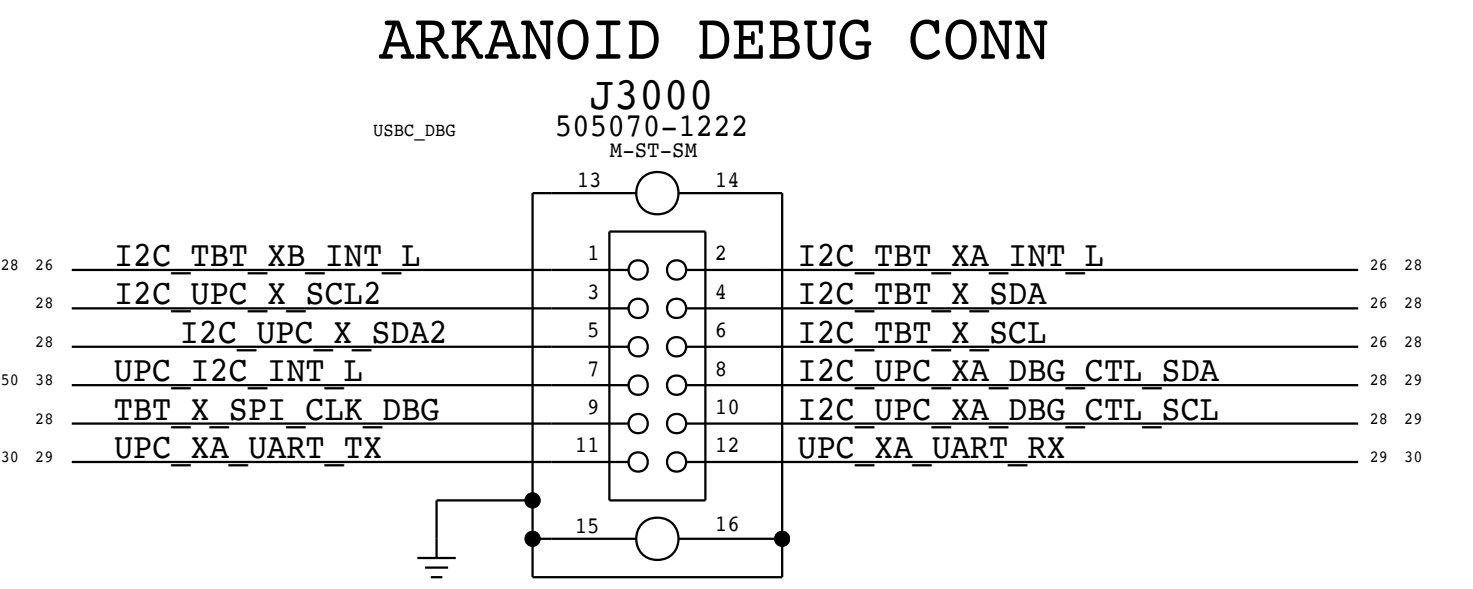 ARKANOID DEBUG CONN
J3000
USBC_DBG 505070-1222
M-ST-SM
13 14
28 26 I2C_TBT_XB_INT_L 1 2 I2C_TBT_XA_INT_L 26 28
28 I2C_UPC_X_SCL2 3 4 I2C_TBT_X_SDA 26 28
28 I2C_UPC_X_SDA2 5 6 I2C_TBT_X_SCL 26 28
50 38 UPC_I2C_INT_L 7 8 I2C_UPC_XA_DBG_CTL_SDA 28 29
28 TBT_X_SPI_CLK_DBG 9 10 I2C_UPC_XA_DBG_CTL_SCL 28 29
30 29 UPC_XA_UART_TX 11 12 UPC_XA_UART_RX 29 30
15 16